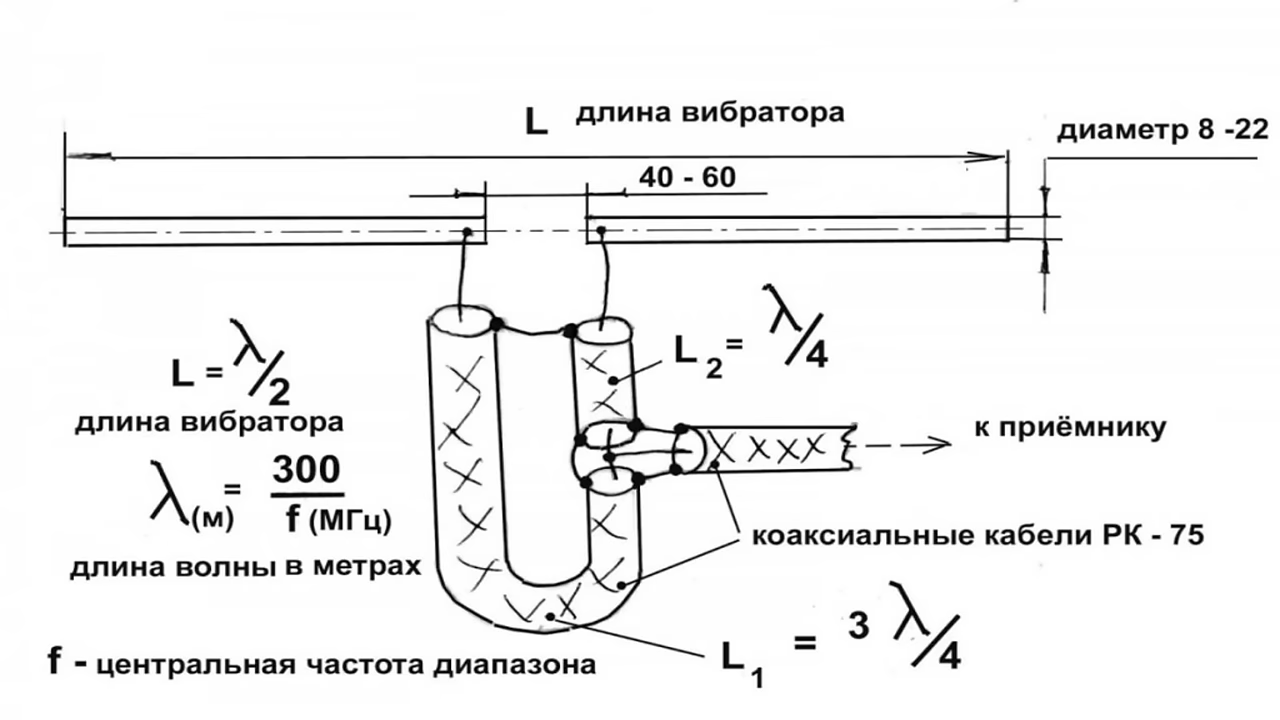 L длина вибратора
диаметр 8 -22
40 - 60
L = λ/2
длина вибратора
L2 = λ/4
к приёмнику
λ(м) = 300 / f (МГц)
длина волны в метрах
коаксиальные кабели РК - 75
L1 = 3 λ/4
f - центральная частота диапазона